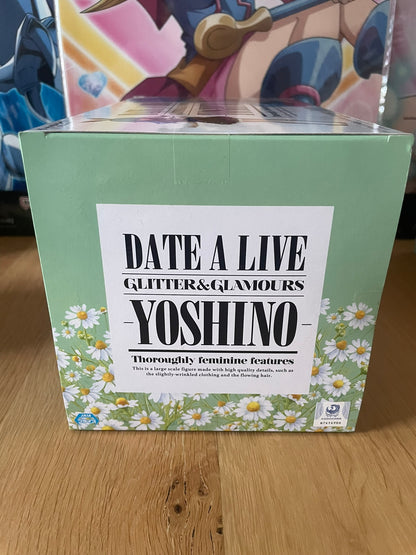 DATE A LIVE
GLITTER&GLAMOURS
-YOSHINO-
Thoroughly feminine features
This is a large scale figure made with high quality details, such as
the slightly-wrinkled clothing and the flowing hair.